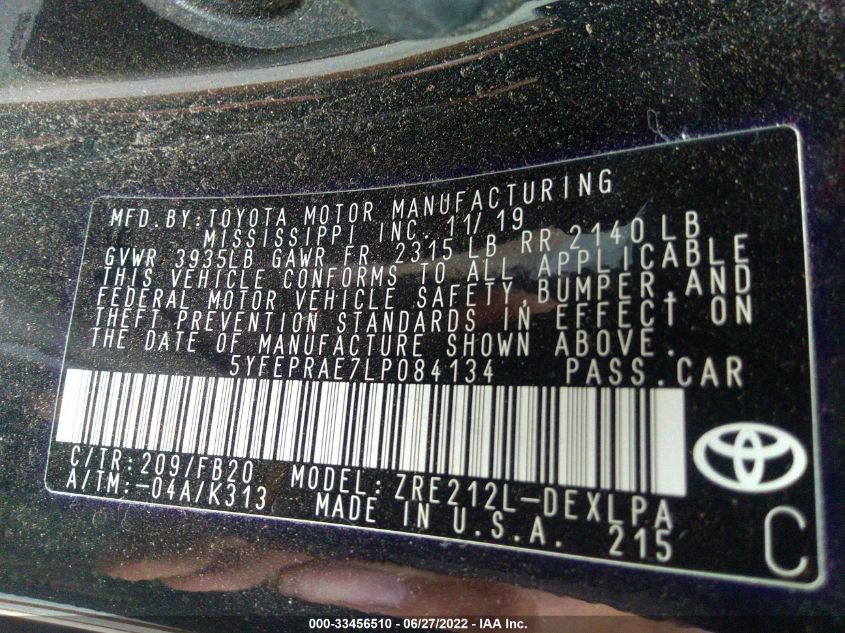 MFD.BY:TOYOTA MOTOR MANUFACTURING
MISSISSIPPI INC. 11/19
GVWR 3935LB GAWR FR. 2315 LB RR 2140 LB
THIS VEHICLE CONFORMS TO ALL APPLICABLE
FEDERAL MOTOR VEHICLE SAFETY,BUMPER,AND
THEFT PREVENTION STANDARDS IN EFFECT ON
THE DATE OF MANUFACTURE SHOWN ABOVE.
5YFEPRAE7LP084134 PASS.CAR
C/TR:209/FB20 MODEL:ZRE212L-DEXLPA
A/TM:-04A/K313 MADE IN U.S.A. 215
C
000-33456510 / 06/27/2022 - IAA Inc.